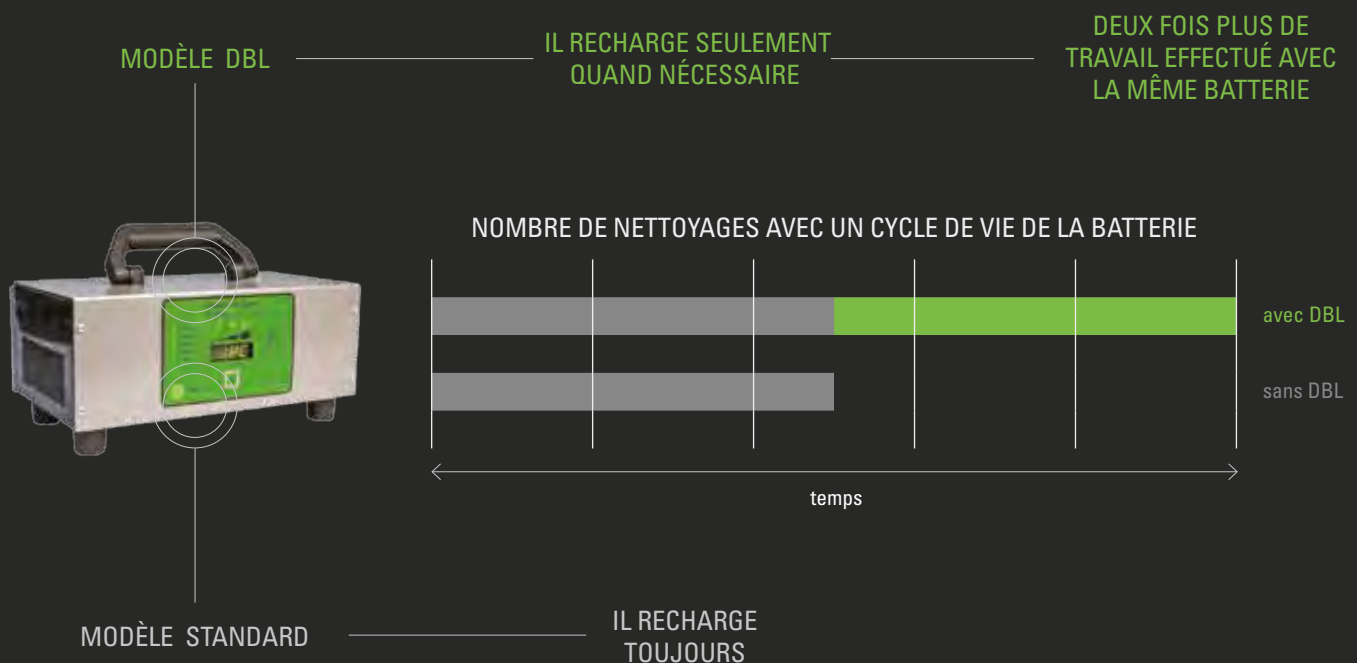 MODÈLE DBL
IL RECHARGE SEULEMENT
QUAND NÉCESSAIRE
DEUX FOIS PLUS DE
TRAVAIL EFFECTUÉ AVEC
LA MÊME BATTERIE
NOMBRE DE NETTOYAGES AVEC UN CYCLE DE VIE DE LA BATTERIE
avec DBL
sans DBL
temps
MODÈLE STANDARD
IL RECHARGE
TOUJOURS